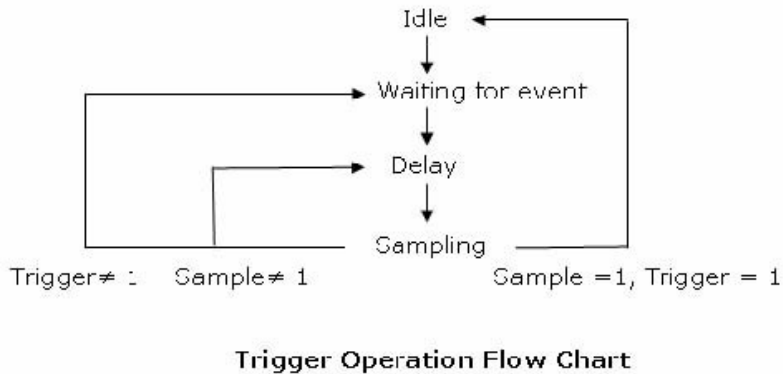 Idle
Waiting for event
Delay
Sampling
Trigger≠ 1 Sample≠ 1 Sample =1, Trigger = 1
Trigger Operation Flow Chart